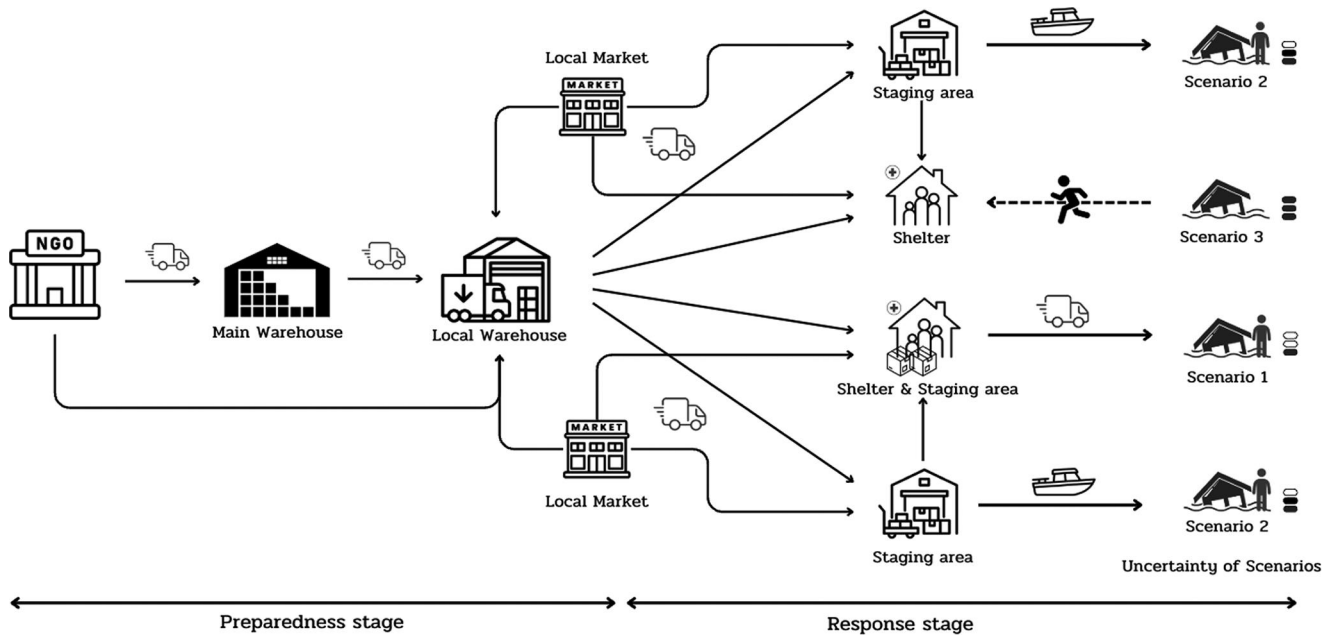 Local Market
MARKET
Staging area
Scenario 2
NGO
Main Warehouse
Local Warehouse
Shelter
Scenario 3
Shelter & Staging area
Scenario 1
MARKET
Local Market
Staging area
Scenario 2
Uncertainty of Scenarios
Preparedness stage
Response stage